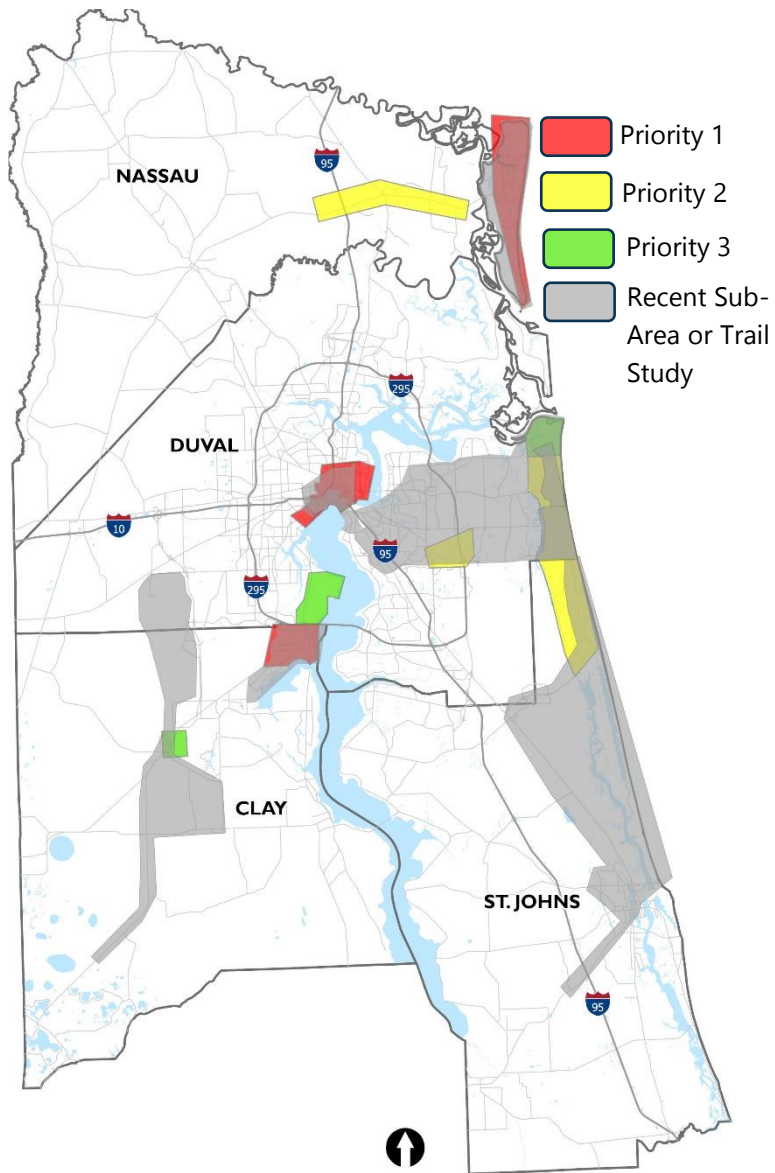 Priority 1
95
NASSAU
Priority 2
Priority 3
Recent Sub-
Area or Trail
Study
295
DUVAL
10
95
295
CLAY
ST. JOHNS
95